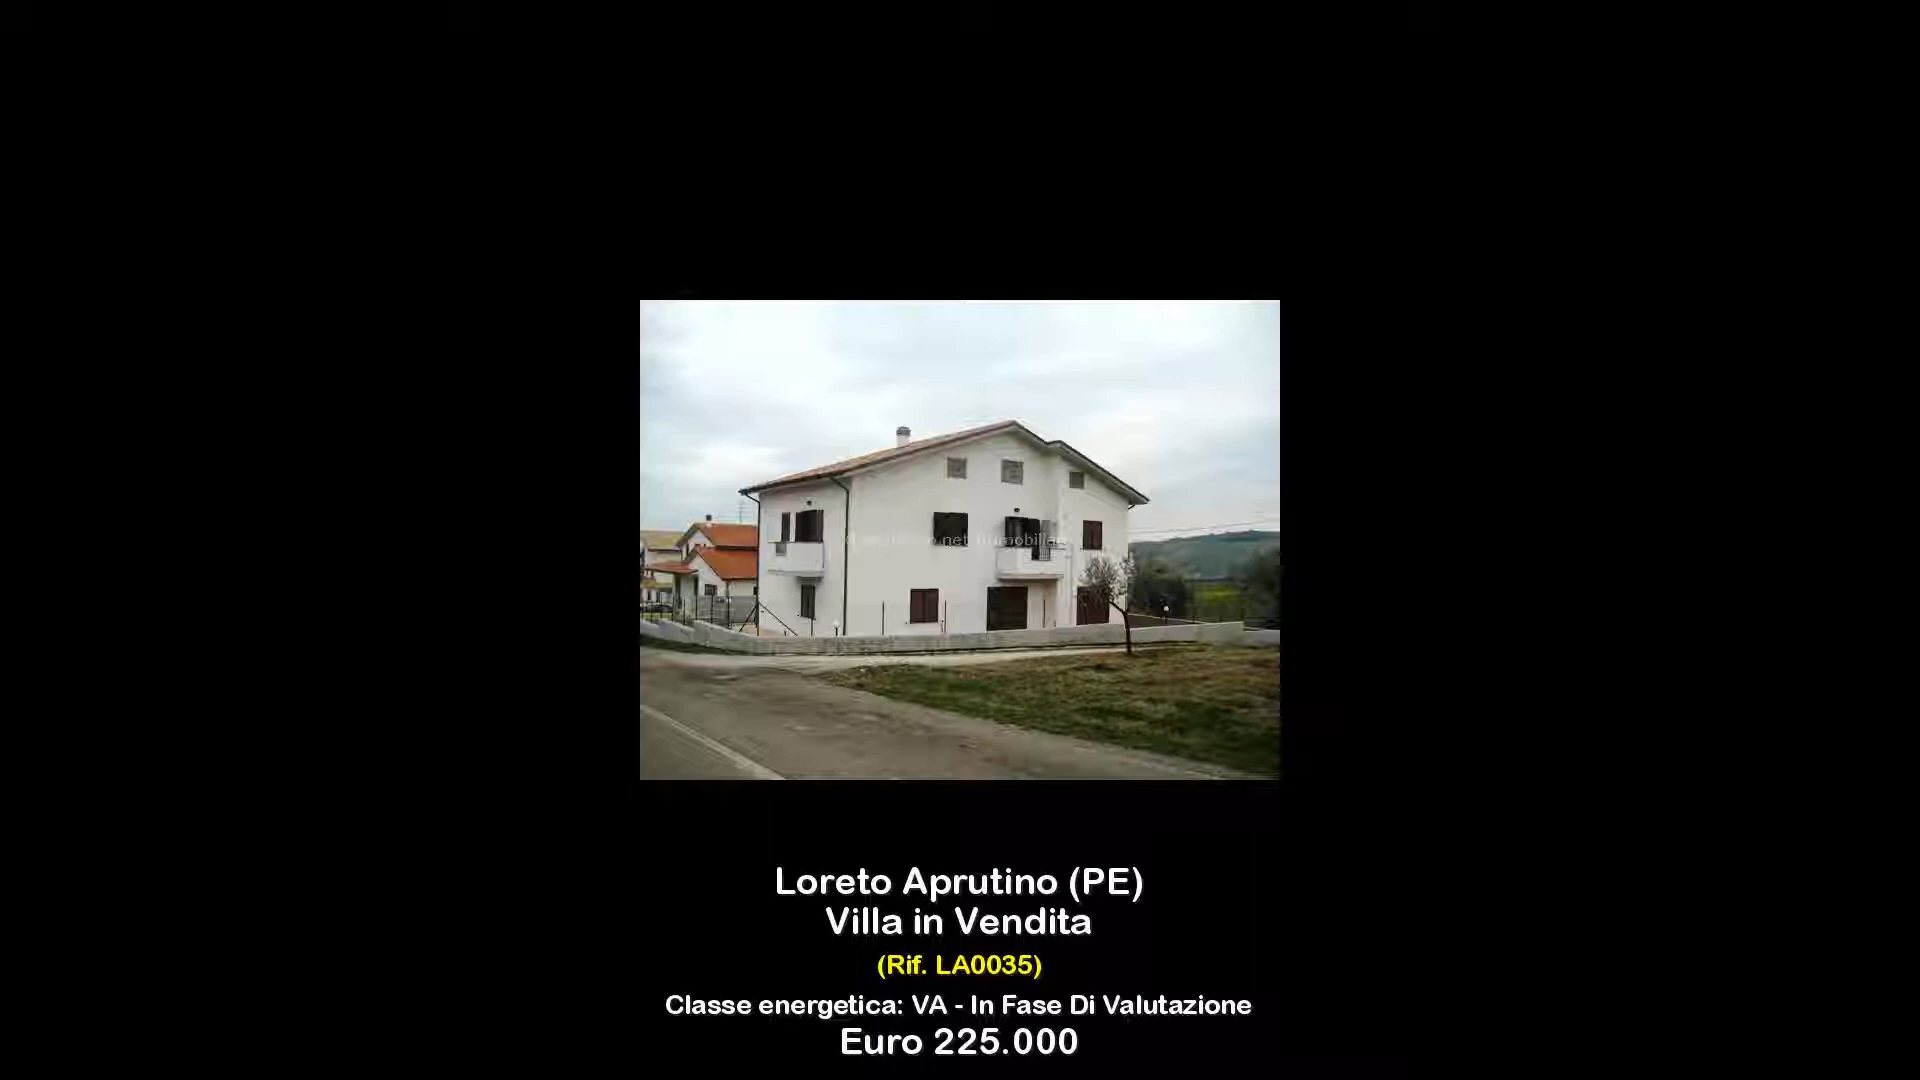 Loreto Aprutino (PE)
Villa in Vendita
(Rif. LA0035)
Classe energetica: VA - In Fase Di Valutazione
Euro 225.000